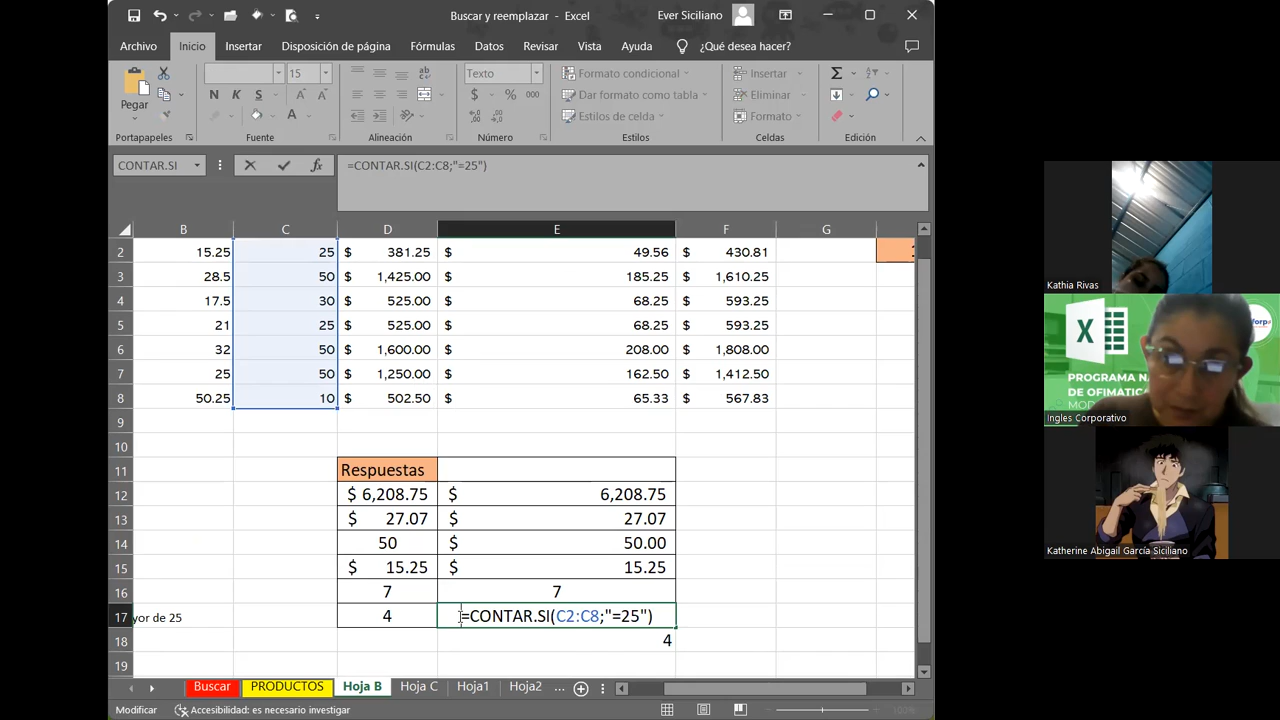 Buscar y reemplazar - Excel
Ever Siciliano
Archivo Inicio Insertar Disposición de página Fórmulas Datos Revisar Vista Ayuda ¿Qué desea hacer?
Pegar
15
N K S
Texto
$ % 000
Formato condicional
Dar formato como tabla
Estilos de celda
Insertar
Eliminar
Formato
Portapapeles Fuente Alineación Número Estilos Celdas Edición
CONTAR.SI fx =CONTAR.SI(C2:C8;"=25")
B C D E F G
2 15.25 25 $ 381.25 $ 49.56 $ 430.81
3 28.5 50 $ 1,425.00 $ 185.25 $ 1,610.25
4 17.5 30 $ 525.00 $ 68.25 $ 593.25
5 21 25 $ 525.00 $ 68.25 $ 593.25
6 32 50 $ 1,600.00 $ 208.00 $ 1,808.00
7 25 50 $ 1,250.00 $ 162.50 $ 1,412.50
8 50.25 10 $ 502.50 $ 65.33 $ 567.83
9
10
11 Respuestas
12 $ 6,208.75 $ 6,208.75
13 $ 27.07 $ 27.07
14 50 $ 50.00
15 $ 15.25 $ 15.25
16 7 7
17 yor de 25 4 =CONTAR.SI(C2:C8;"=25")
18 4
19
Buscar PRODUCTOS Hoja B Hoja C Hoja1 Hoja2 ...
Modificar Accesibilidad: es necesario investigar 100%
Kathia Rivas
X
PROGRAMA NA
DE OFIMATIC
MOD
Ingles Corporativo
Katherine Abigail García Siciliano